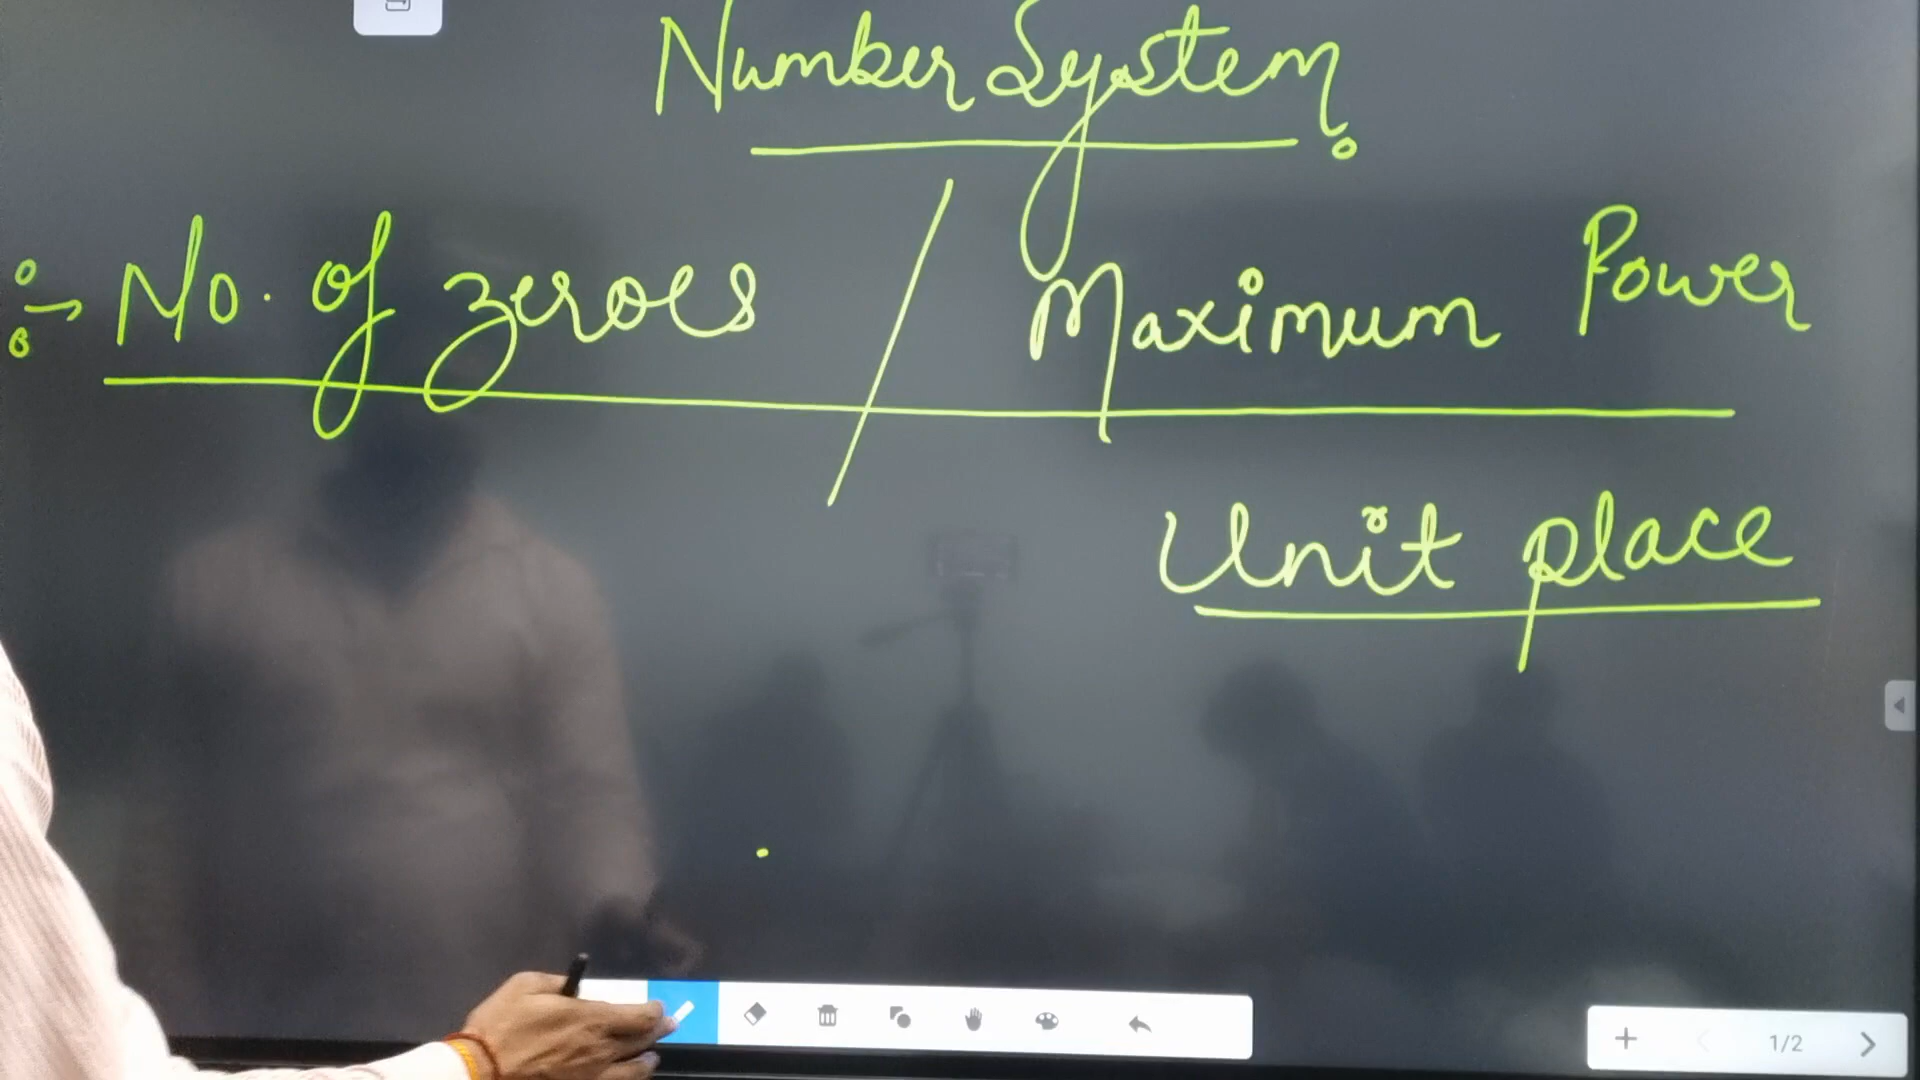 Number System
→ No. of zeroes / Maximum Power
Unit place
1/2